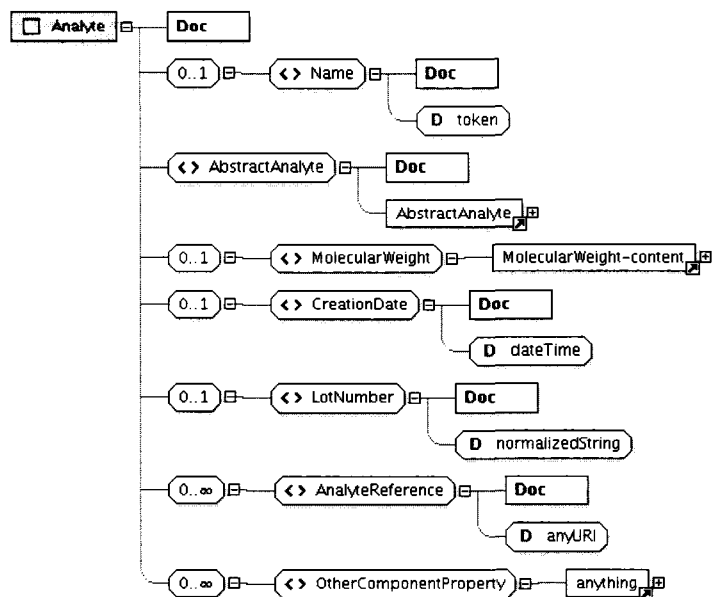 Analyte Doc
0..1 <> Name Doc
D token
<> AbstractAnalyte Doc
AbstractAnalyte
0..1 <> MolecularWeight MolecularWeight-content
0..1 <> CreationDate Doc
D dateTime
0..1 <> LotNumber Doc
D normalizedString
0..∞ <> AnalyteReference Doc
D anyURI
0..∞ <> OtherComponentProperty anything